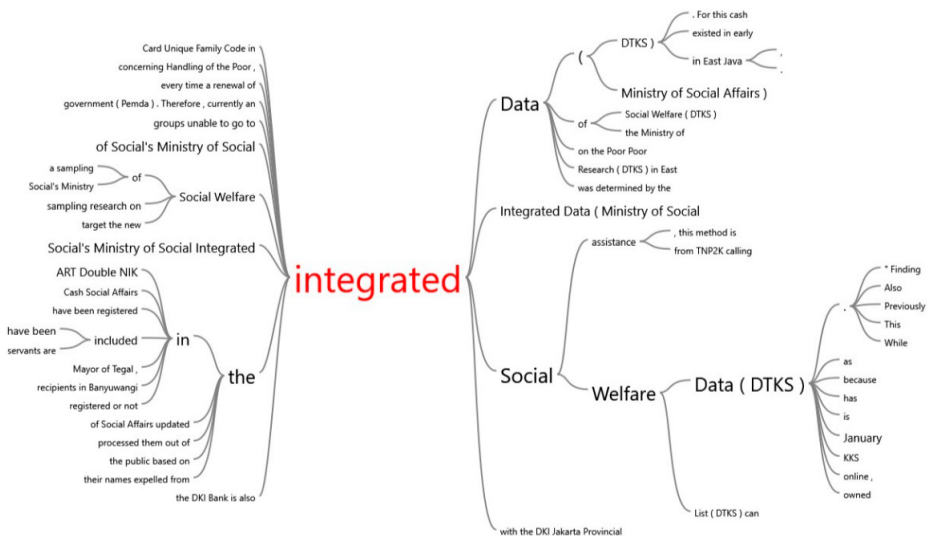 Card Unique Family Code in
concerning Handling of the Poor ,
every time a renewal of
government ( Pemda ) . Therefore , currently an
groups unable to go to
of Social's Ministry of Social
a sampling
Social's Ministry
of
sampling research on
target the new
Social Welfare
Social's Ministry of Social Integrated
ART Double NIK
Cash Social Affairs
have been registered
have been
servants are
included
in
Mayor of Tegal ,
recipients in Banyuwangi
registered or not
the
of Social Affairs updated
processed them out of
the public based on
their names expelled from
the DKI Bank is also
integrated
Data
(
DTKS )
. For this cash
existed in early
in East Java
.
:
Ministry of Social Affairs )
of
Social Welfare ( DTKS )
the Ministry of
on the Poor Poor
Research ( DTKS ) in East
was determined by the
Integrated Data ( Ministry of Social
Social
assistance
, this method is
from TNP2K calling
Welfare
Data ( DTKS )
.
" Finding
Also
Previously
This
While
as
because
has
is
January
KKS
online ,
owned
List ( DTKS ) can
with the DKI Jakarta Provincial